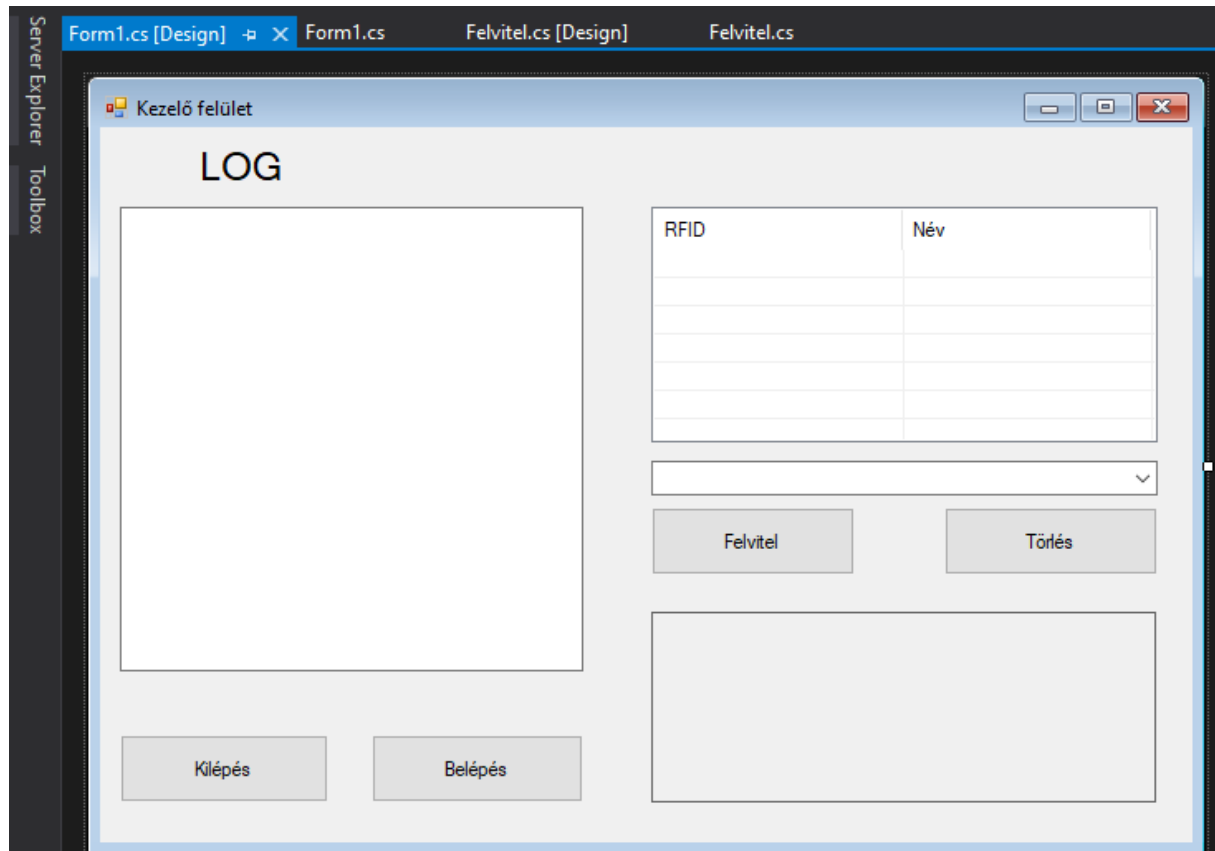 Server Explorer
Toolbox
Form1.cs [Design]
Form1.cs
Felvitel.cs [Design]
Felvitel.cs
Kezelő felület
LOG
RFID
Név
Felvitel
Törlés
Kilépés
Belépés